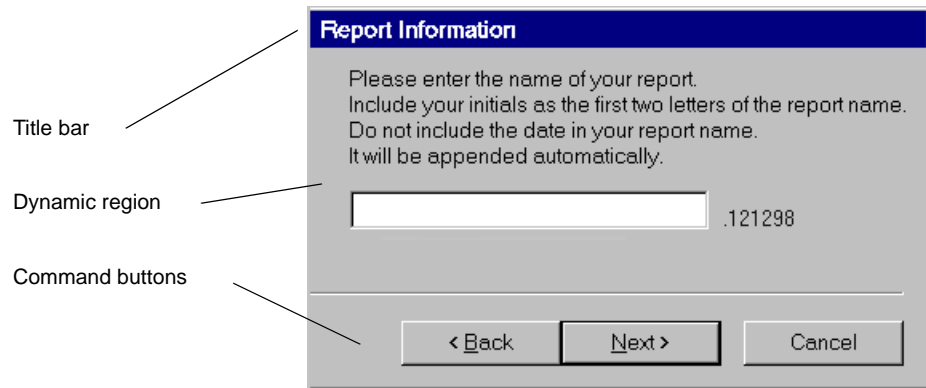 Report Information
Please enter the name of your report.
Include your initials as the first two letters of the report name.
Title bar
Do not include the date in your report name.
It will be appended automatically.
Dynamic region
.121298
Command buttons
< Back
Next >
Cancel